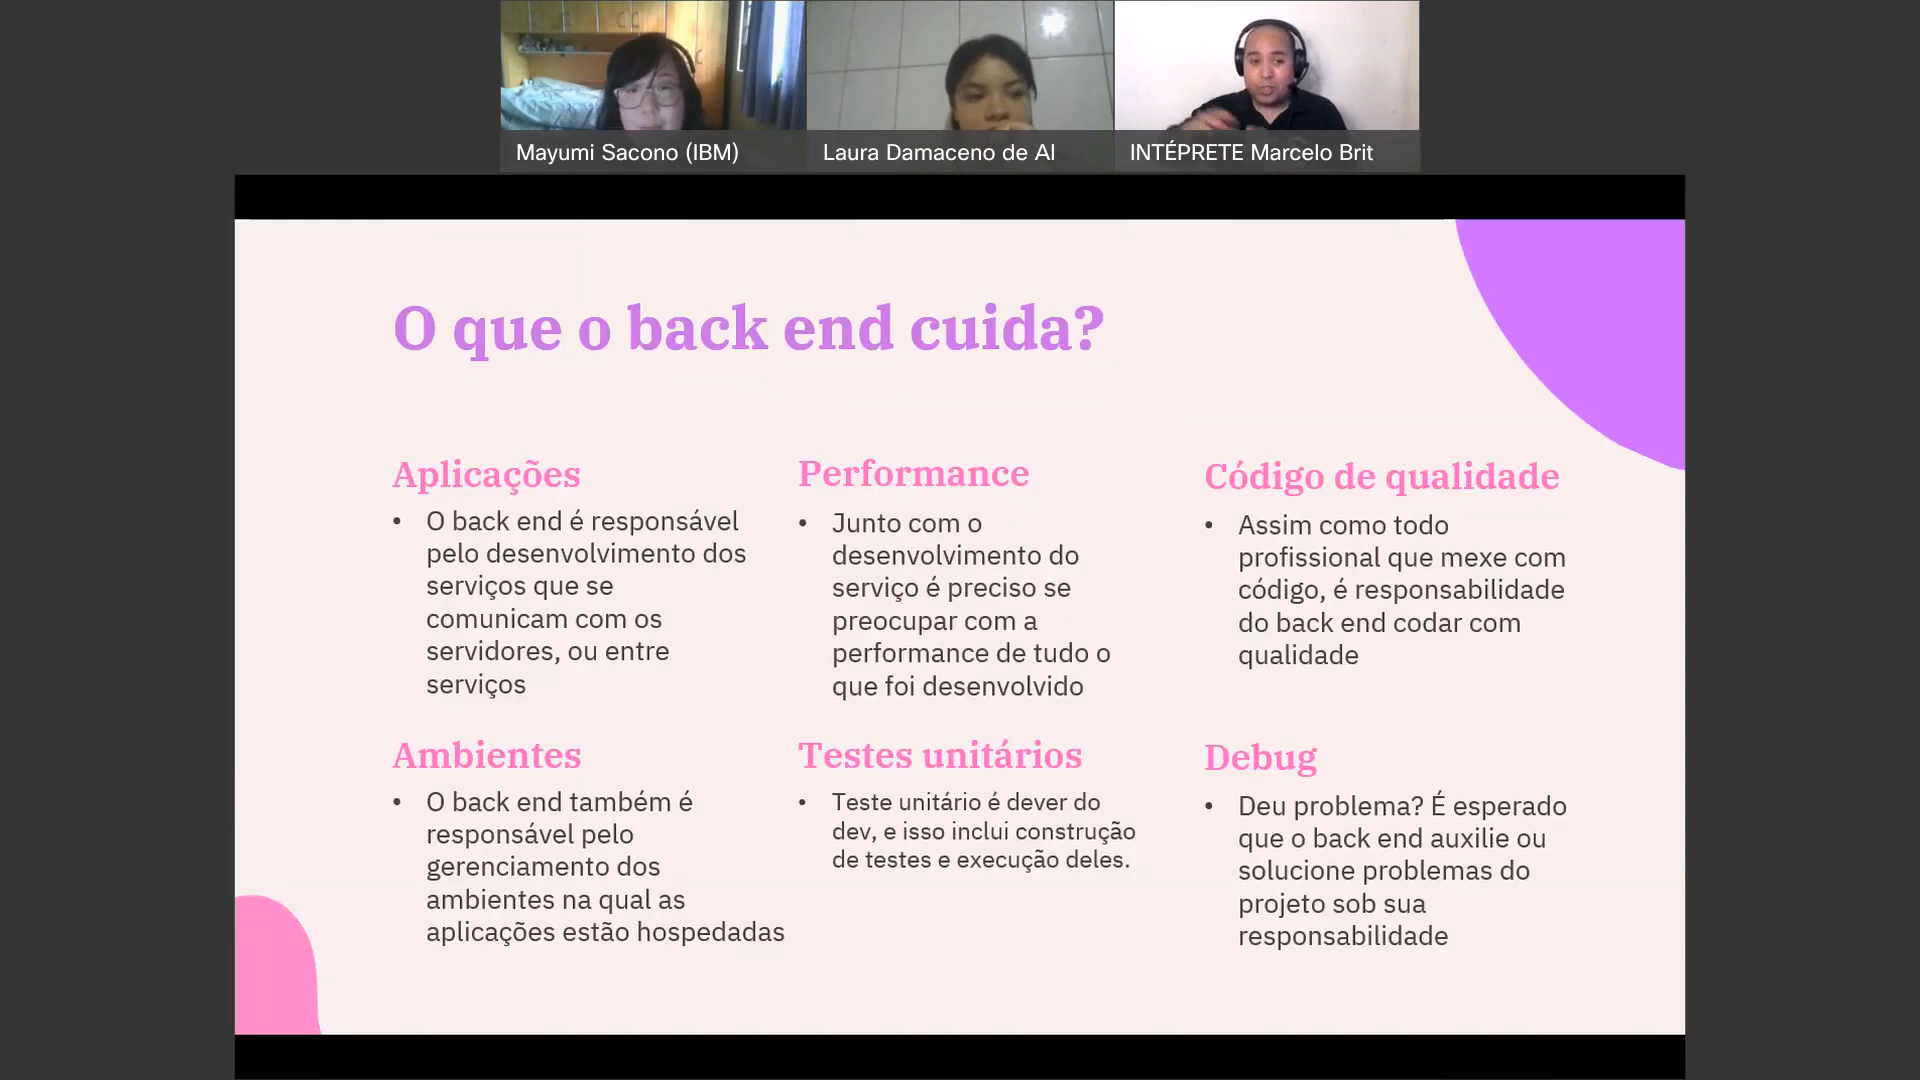 Mayumi Sacono (IBM)
Laura Damaceno de Al
INTÉPRETE Marcelo Brit
O que o back end cuida?
Aplicações
• O back end é responsável
pelo desenvolvimento dos
serviços que se
comunicam com os
servidores, ou entre
serviços
Performance
• Junto com o
desenvolvimento do
serviço é preciso se
preocupar com a
performance de tudo o
que foi desenvolvido
Código de qualidade
• Assim como todo
profissional que mexe com
código, é responsabilidade
do back end codar com
qualidade
Ambientes
• O back end também é
responsável pelo
gerenciamento dos
ambientes na qual as
aplicações estão hospedadas
Testes unitários
• Teste unitário é dever do
dev, e isso inclui construção
de testes e execução deles.
Debug
• Deu problema? É esperado
que o back end auxilie ou
solucione problemas do
projeto sob sua
responsabilidade